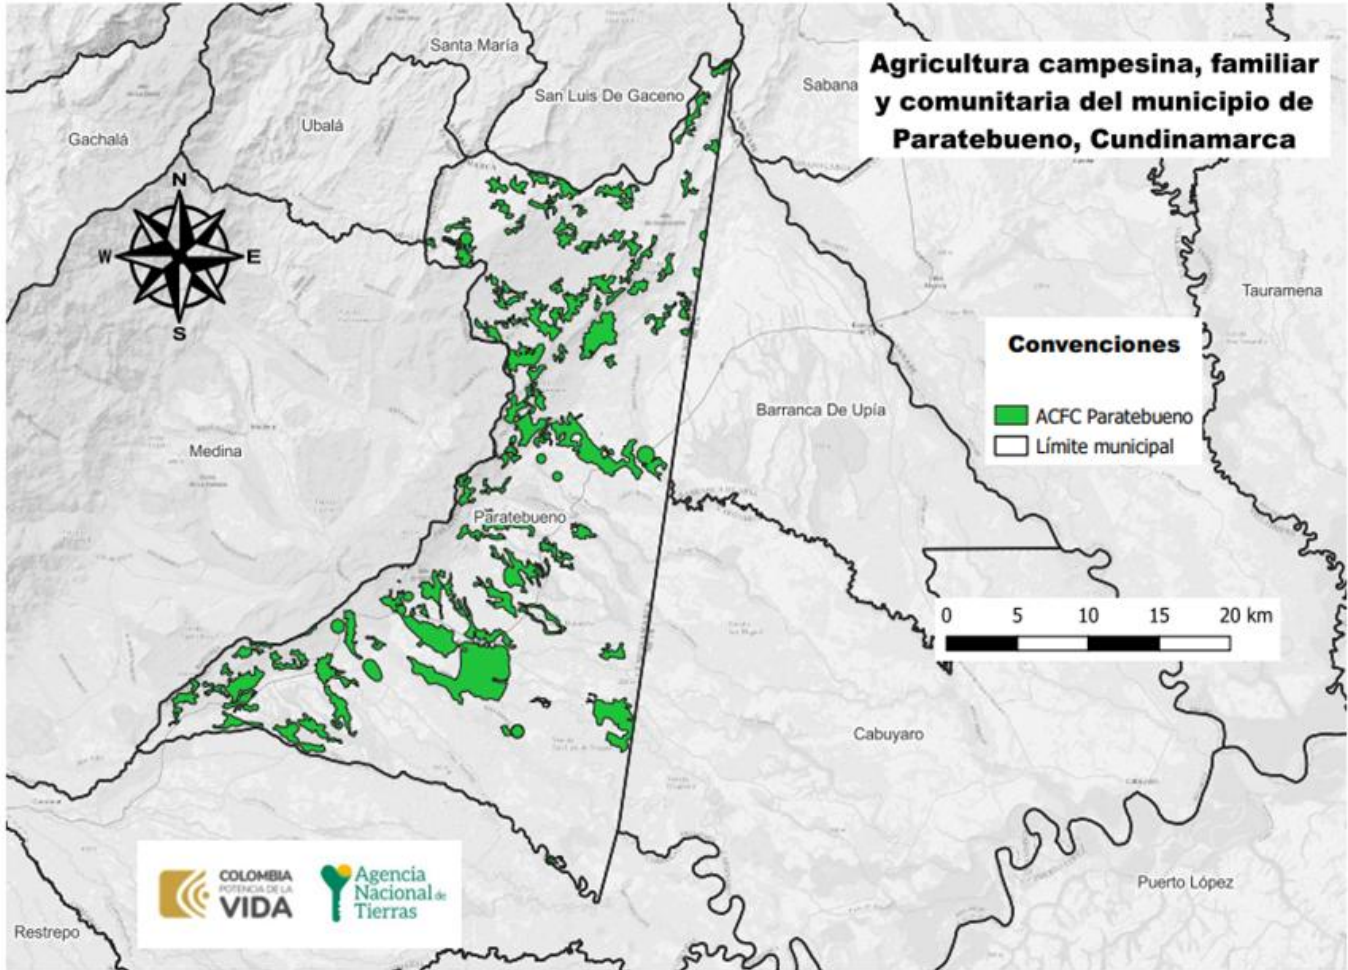 Agricultura campesina, familiar
y comunitaria del municipio de
Paratebueno, Cundinamarca
Santa María
San Luis De Gaceno
Sabana
Gachalá
Ubalá
N
W
E
S
Tauramena
Convenciones
ACFC Paratebueno
Límite municipal
Barranca De Upía
Medina
Paratebueno
0 5 10 15 20 km
Cabuyaro
Puerto López
COLOMBIA
POTENCIA DE LA
VIDA
Agencia
Nacional de
Tierras
Restrepo